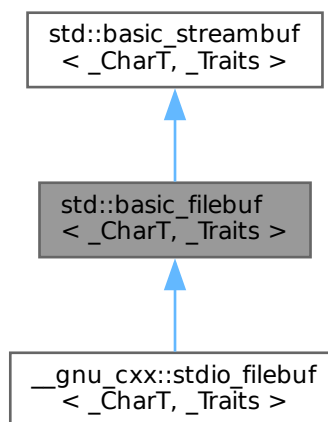 std::basic_streambuf
< _CharT, _Traits >
std::basic_filebuf
< _CharT, _Traits >
__gnu_cxx::stdio_filebuf
< _CharT, _Traits >